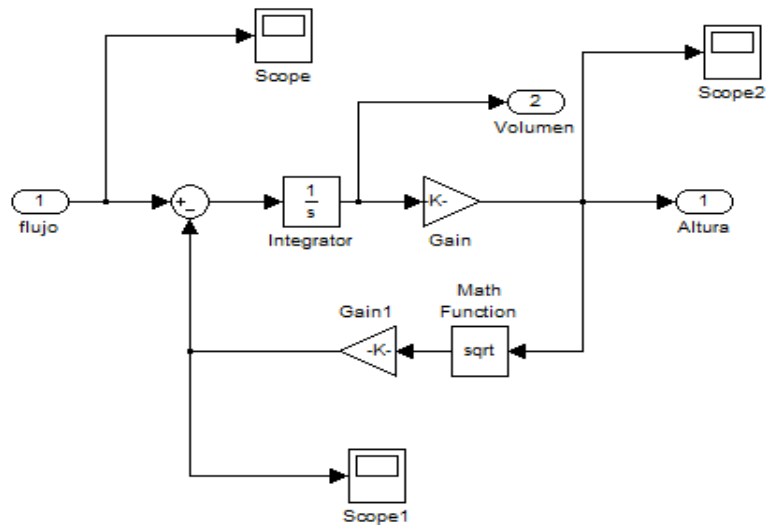 Scope
Scope2
2
Volumen
1
flujo
+
−
1
s
Integrator
-K-
Gain
1
Altura
Math
Function
sqrt
Gain1
-K-
Scope1